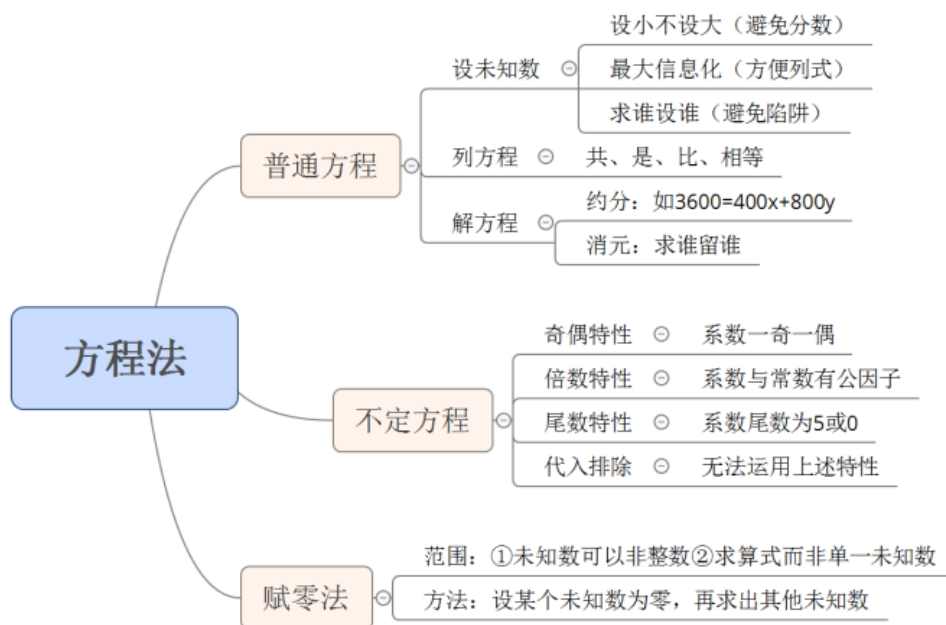 方程法
普通方程
设未知数
设小不设大（避免分数）
最大信息化（方便列式）
求谁设谁（避免陷阱）
列方程
共、是、比、相等
解方程
约分：如3600=400x+800y
消元：求谁留谁
不定方程
奇偶特性
系数一奇一偶
倍数特性
系数与常数有公因子
尾数特性
系数尾数为5或0
代入排除
无法运用上述特性
赋零法
范围：①未知数可以非整数②求算式而非单一未知数
方法：设某个未知数为零，再求出其他未知数